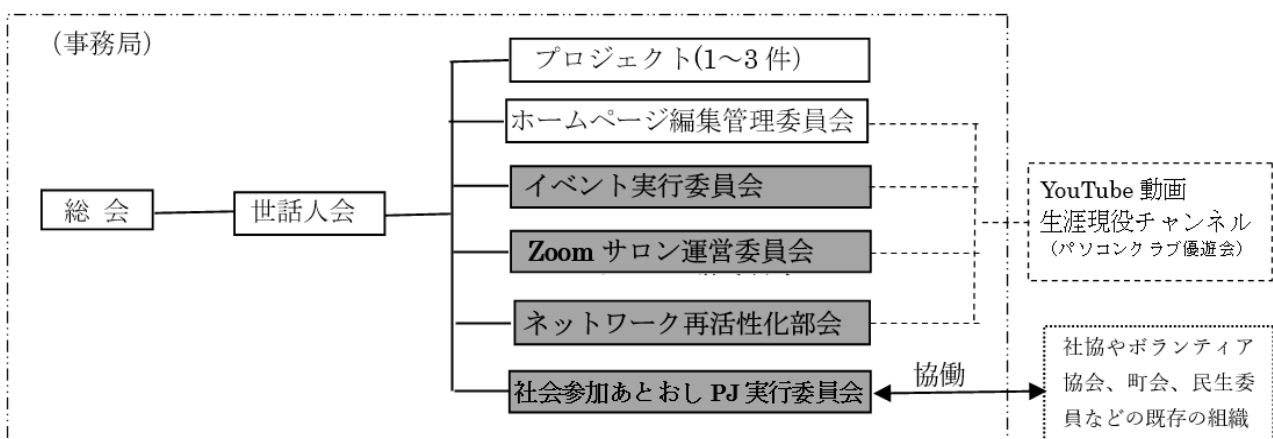 (事務局)
プロジェクト(1～3 件)
ホームページ編集管理委員会
イベント実行委員会
総 会
世話人会
Zoom サロン運営委員会
ネットワーク再活性化部会
社会参加あとおし PJ 実行委員会
YouTube 動画
生涯現役チャンネル
(パソコンクラブ優遊会)
協働
社協やボランティア
協会、町会、民生委
員などの既存の組織